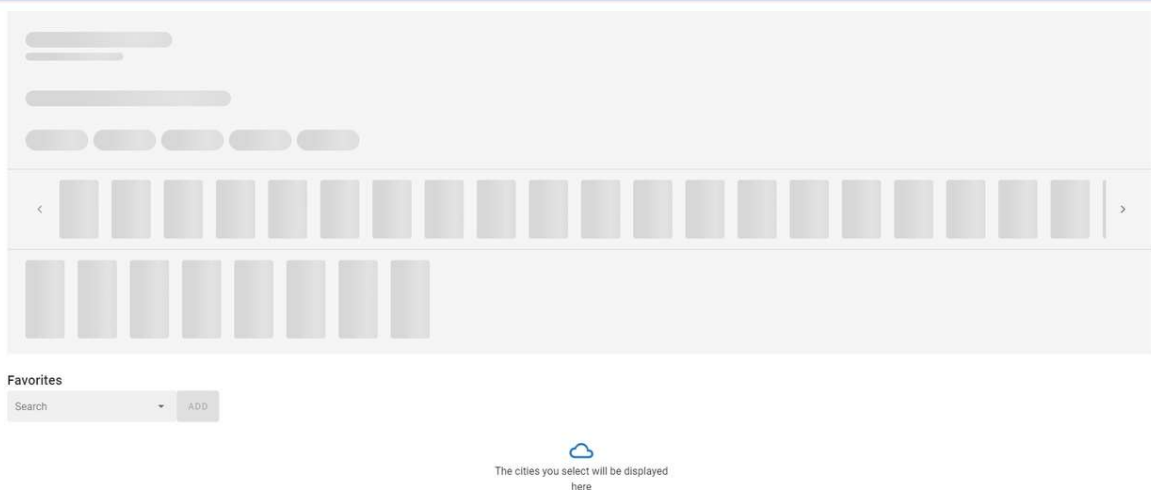 Favorites
Search
ADD
The cities you select will be displayed
here